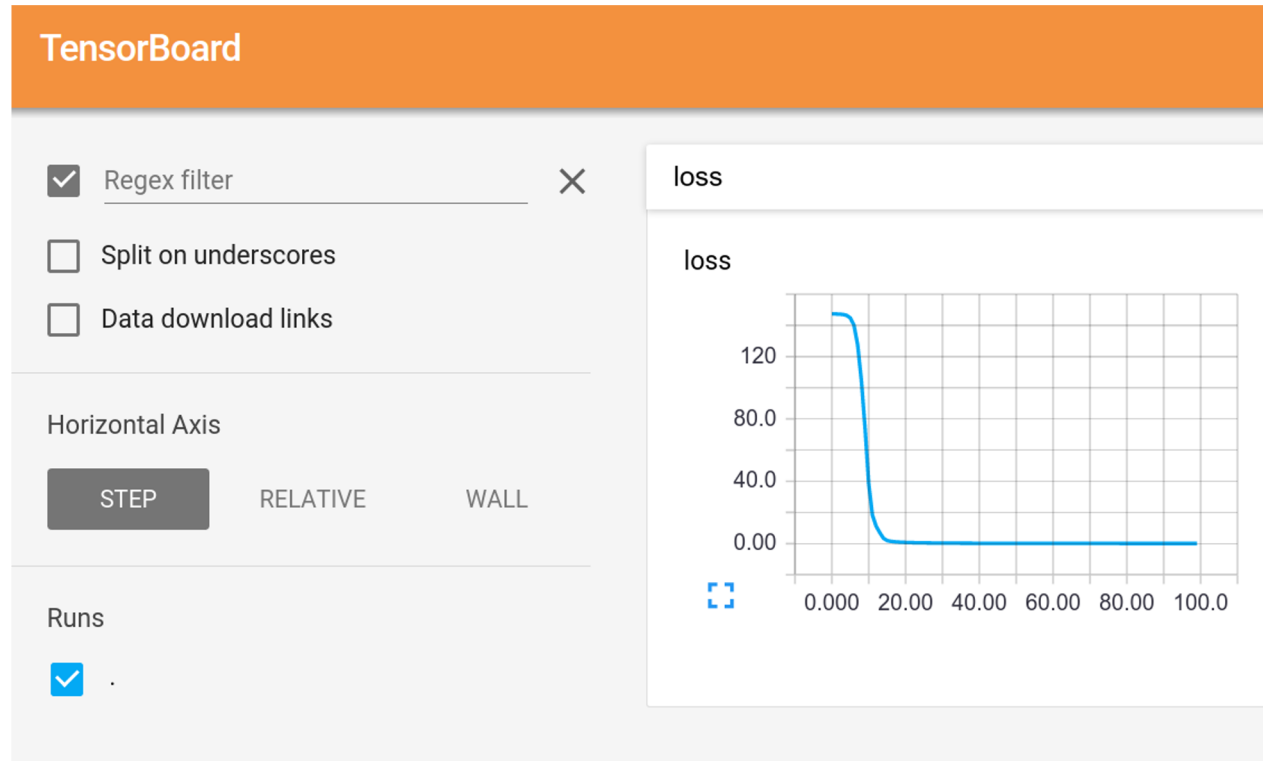 TensorBoard
Regex filter
Split on underscores
Data download links
Horizontal Axis
STEP RELATIVE WALL
Runs
.
loss
loss
120
80.0
40.0
0.00
0.000 20.00 40.00 60.00 80.00 100.0